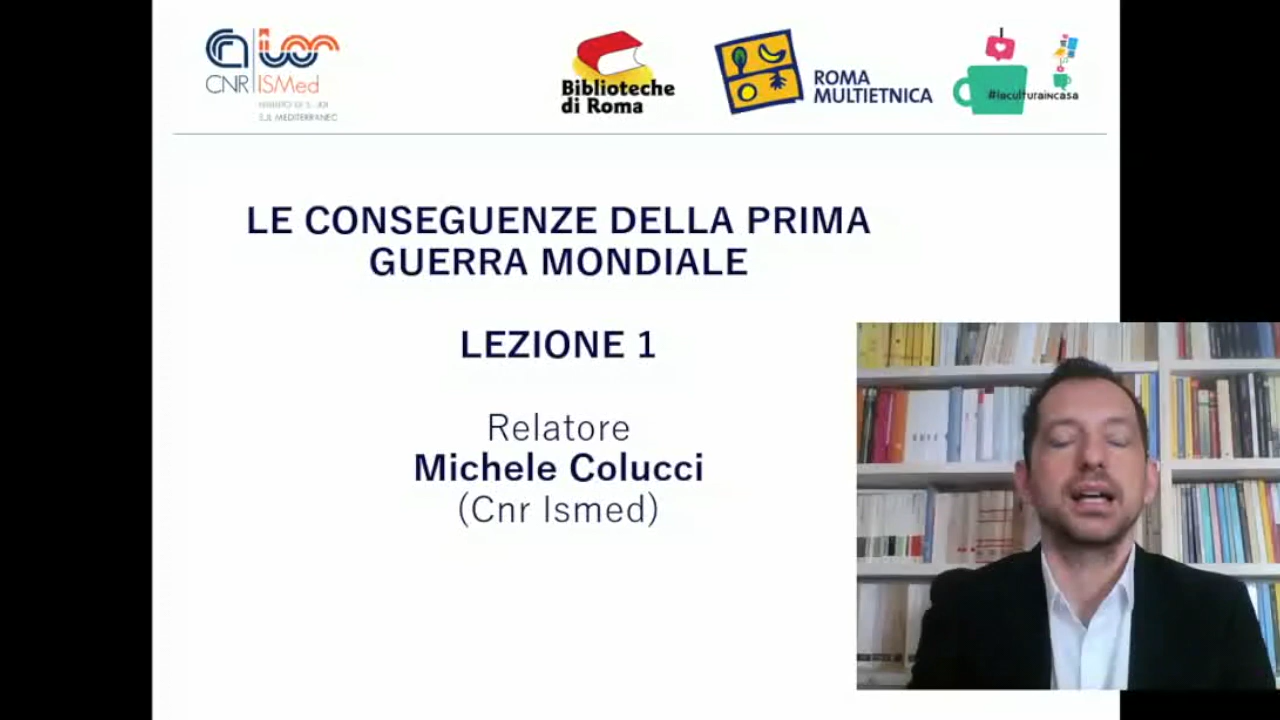 CNR ISMed
Biblioteche
di Roma
ROMA
MULTIETNICA
#laculturaincasa
LE CONSEGUENZE DELLA PRIMA
GUERRA MONDIALE
LEZIONE 1
Relatore
Michele Colucci
(Cnr Ismed)